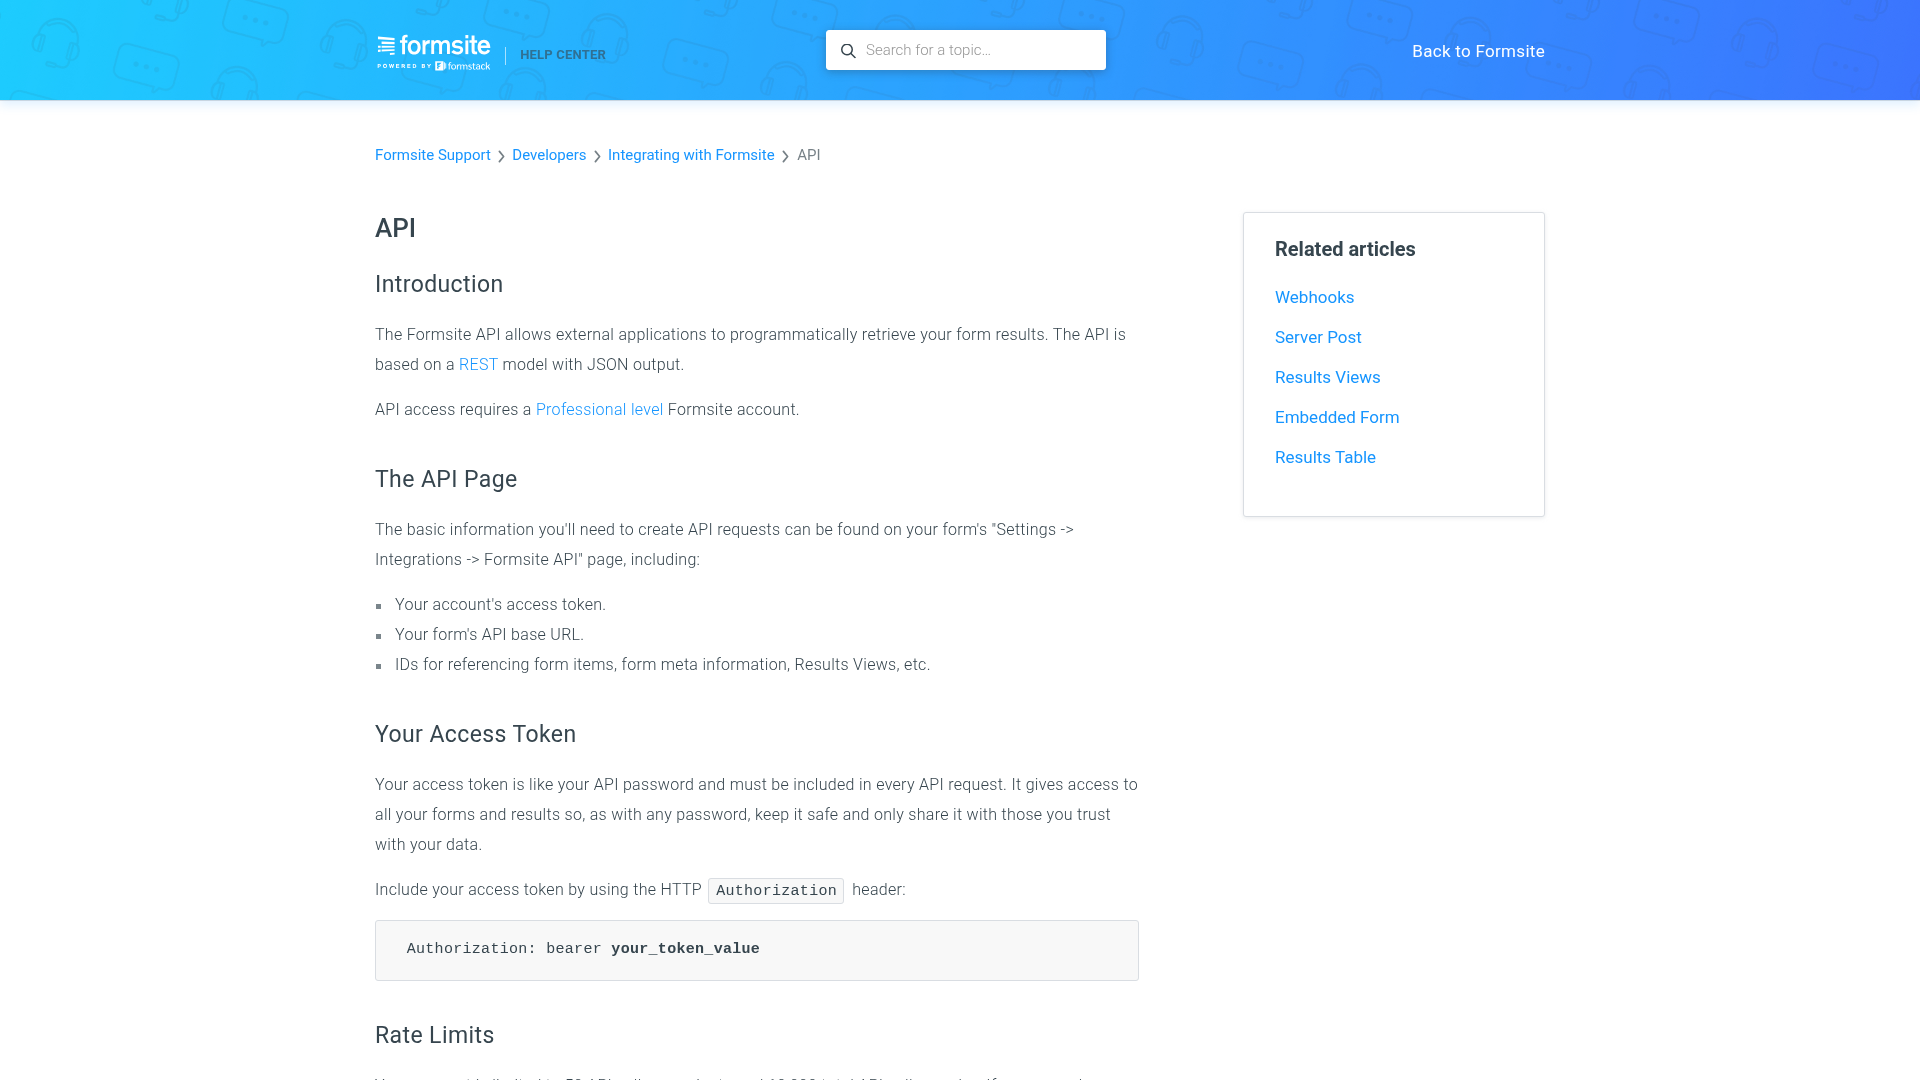 formsite
POWERED BY formstack
HELP CENTER
Search for a topic...
Back to Formsite
Formsite Support
Developers
Integrating with Formsite
API
API
Introduction
The Formsite API allows external applications to programmatically retrieve your form results. The API is
based on a REST model with JSON output.
API access requires a Professional level Formsite account.
The API Page
The basic information you'll need to create API requests can be found on your form's "Settings ->
Integrations -> Formsite API" page, including:
Your account's access token.
Your form's API base URL.
IDs for referencing form items, form meta information, Results Views, etc.
Your Access Token
Your access token is like your API password and must be included in every API request. It gives access to
all your forms and results so, as with any password, keep it safe and only share it with those you trust
with your data.
Include your access token by using the HTTP Authorization header:
Authorization: bearer your_token_value
Rate Limits
Related articles
Webhooks
Server Post
Results Views
Embedded Form
Results Table